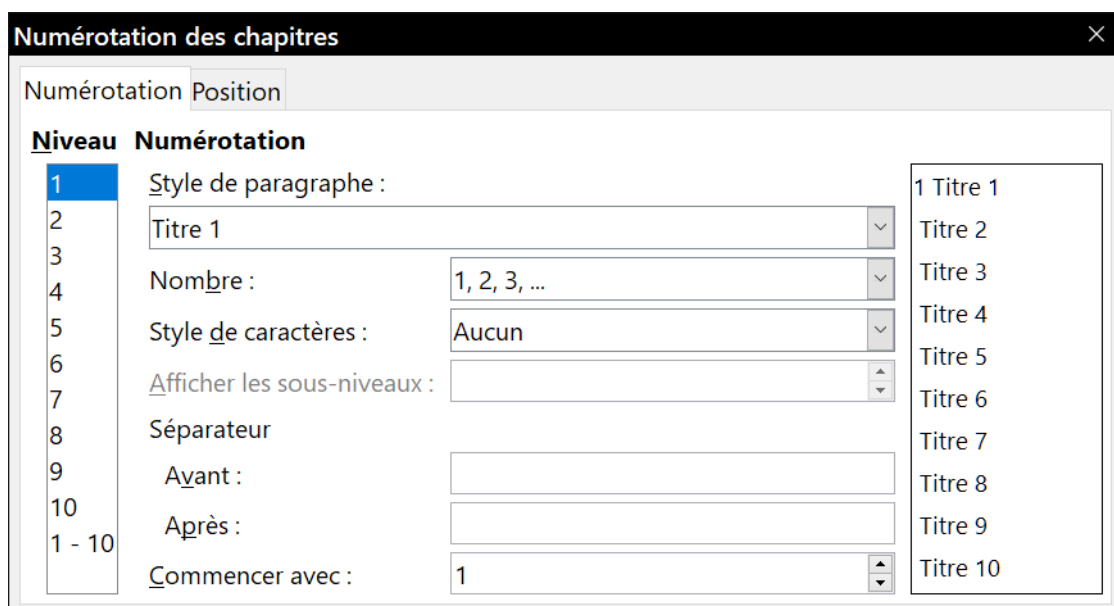 Numérotation des chapitres
Numérotation Position
Niveau Numérotation
1
2
3
4
5
6
7
8
9
10
1 - 10
Style de paragraphe :
Titre 1
Nombre : 1, 2, 3, ...
Style de caractères : Aucun
Afficher les sous-niveaux :
Séparateur
Avant :
Après :
Commencer avec : 1
1 Titre 1
Titre 2
Titre 3
Titre 4
Titre 5
Titre 6
Titre 7
Titre 8
Titre 9
Titre 10